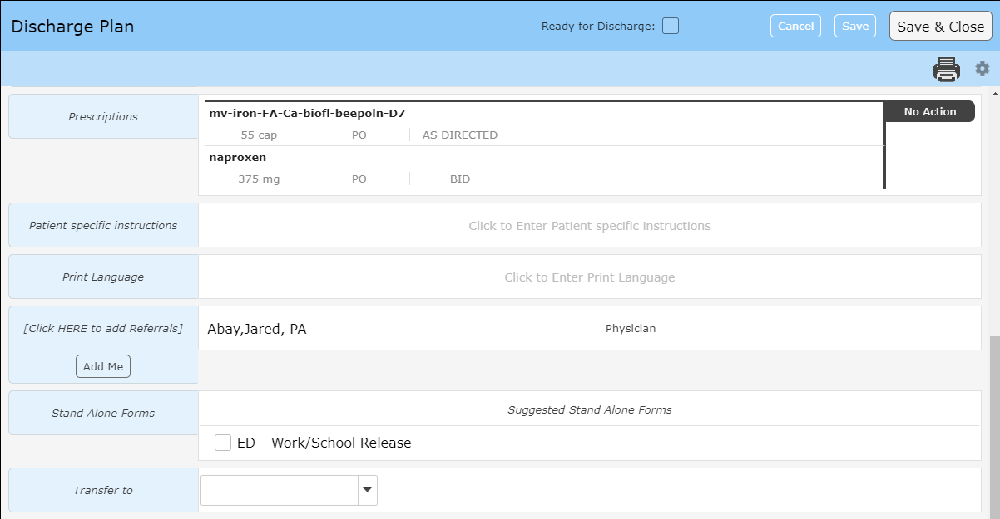 Discharge Plan
Ready for Discharge:
Cancel
Save
Save & Close
Prescriptions
mv-iron-FA-Ca-biofl-beepoln-D7
No Action
55 cap
PO
AS DIRECTED
naproxen
375 mg
PO
BID
Patient specific instructions
Click to Enter Patient specific instructions
Print Language
Click to Enter Print Language
[Click HERE to add Referrals]
Abay,Jared, PA
Physician
Add Me
Stand Alone Forms
Suggested Stand Alone Forms
ED - Work/School Release
Transfer to